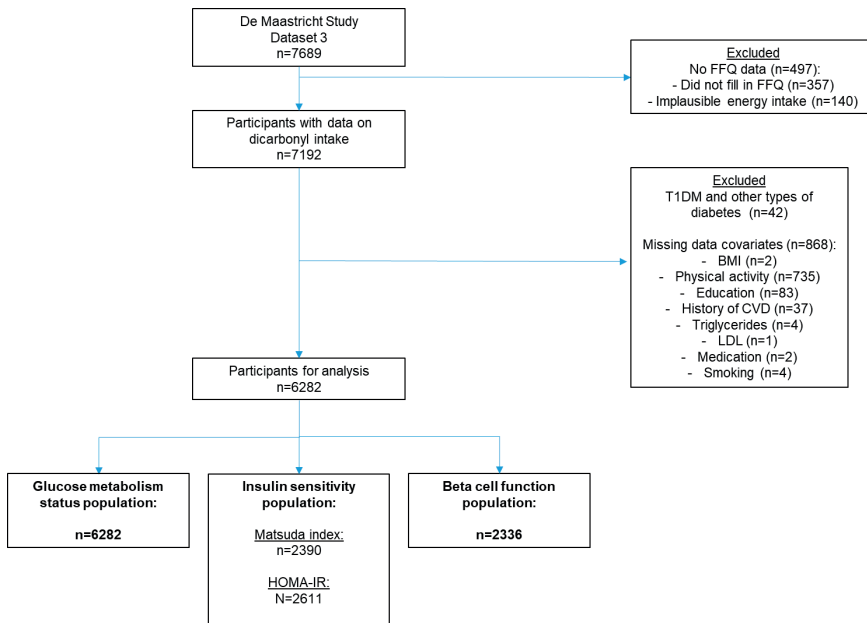 De Maastricht Study
Dataset 3
n=7689
Excluded
No FFQ data (n=497):
- Did not fill in FFQ (n=357)
- Implausible energy intake (n=140)
Participants with data on
dicarbonyl intake
n=7192
Excluded
T1DM and other types of
diabetes (n=42)
Missing data covariates (n=868):
- BMI (n=2)
- Physical activity (n=735)
- Education (n=83)
- History of CVD (n=37)
- Triglycerides (n=4)
- LDL (n=1)
- Medication (n=2)
- Smoking (n=4)
Participants for analysis
n=6282
Glucose metabolism
status population:
n=6282
Insulin sensitivity
population:
Matsuda index:
n=2390
HOMA-IR:
N=2611
Beta cell function
population:
n=2336